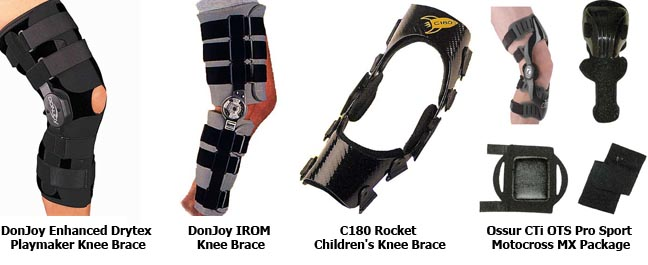 C180
DonJoy Enhanced Drytex
Playmaker Knee Brace
DonJoy IROM
Knee Brace
C180 Rocket
Children's Knee Brace
Ossur CTi OTS Pro Sport
Motocross MX Package